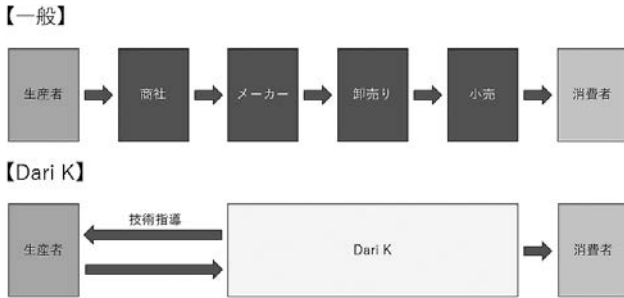 【一般】
生産者
商社
メーカー
卸売り
小売
消費者
【Dari K】
生産者
技術指導
Dari K
消費者